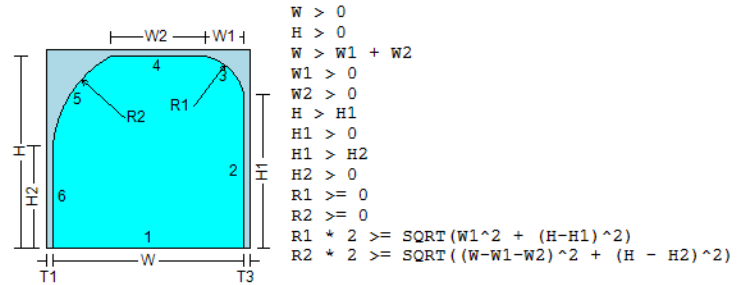 W2
W1
4
3
5
R1
R2
H
H2
H1
2
6
1
W
T1
T3
W > 0
H > 0
W > W1 + W2
W1 > 0
W2 > 0
H > H1
H1 > 0
H1 > H2
H2 > 0
R1 >= 0
R2 >= 0
R1 * 2 >= SQRT(W1^2 + (H-H1)^2)
R2 * 2 >= SQRT((W-W1-W2)^2 + (H - H2)^2)